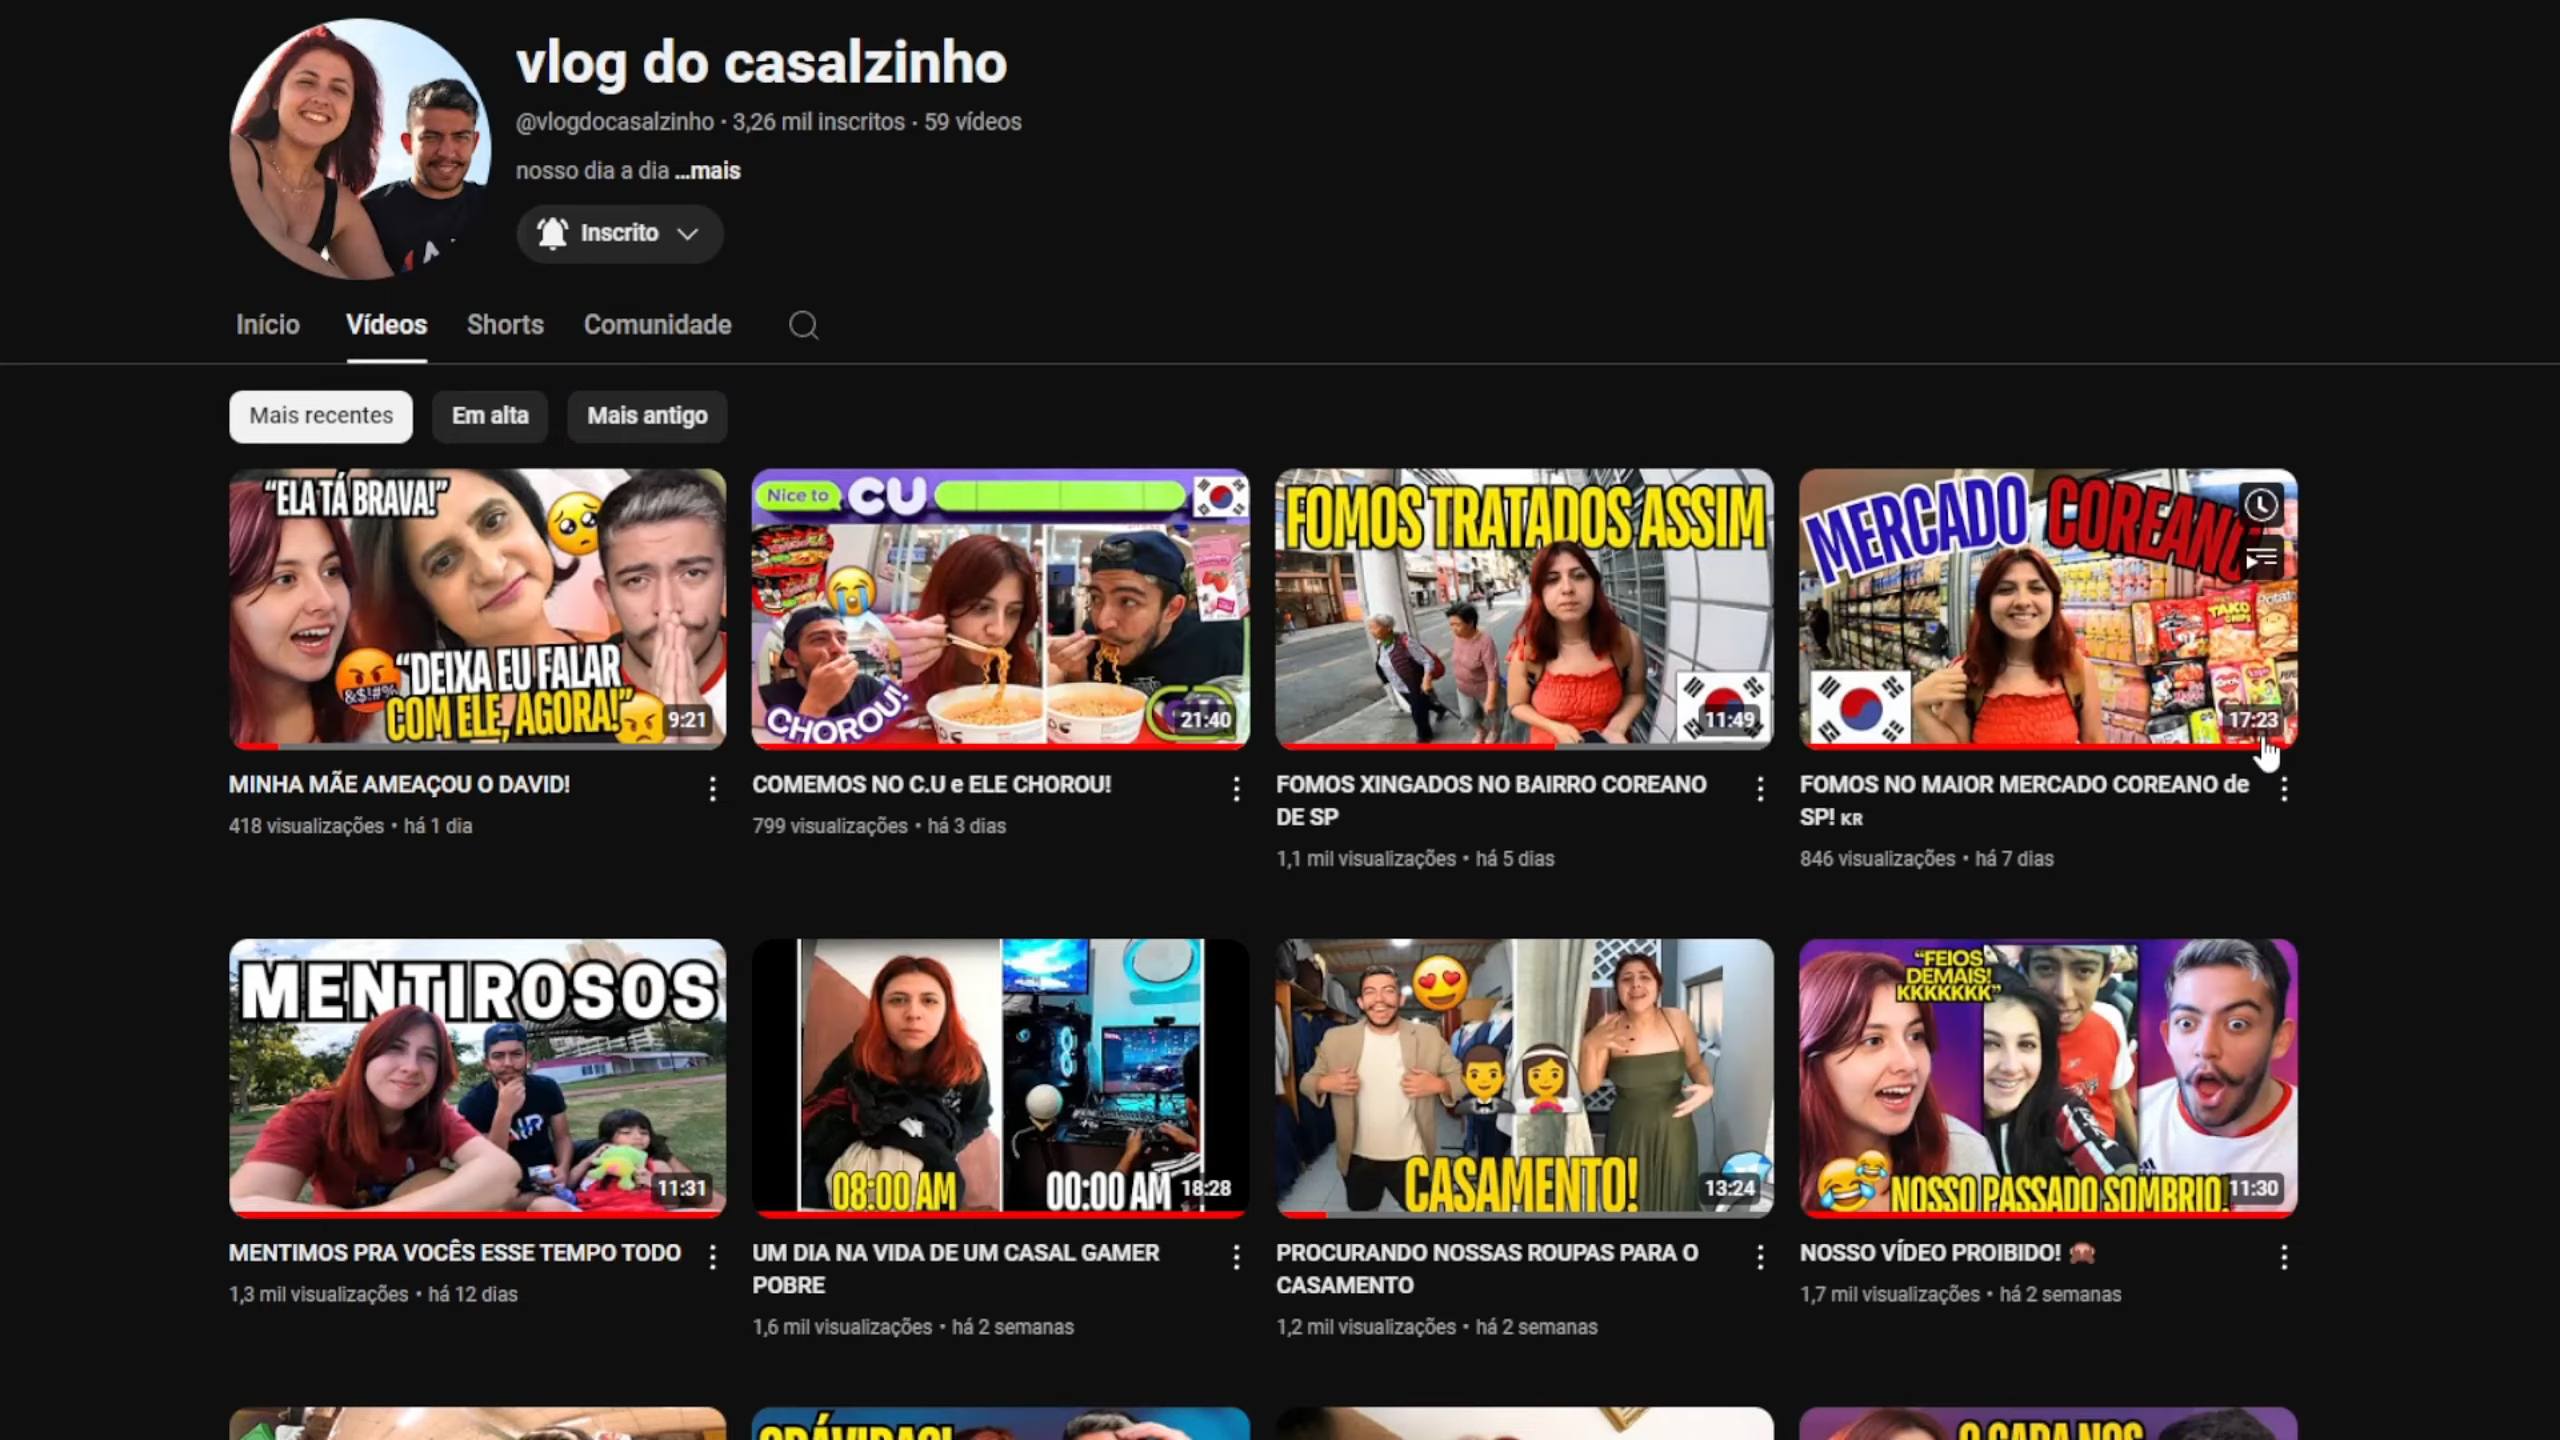 vlog do casalzinho
@vlogdocasalzinho · 3,26 mil inscritos · 59 vídeos
nosso dia a dia ...mais
Inscrito
Início Vídeos Shorts Comunidade
Mais recentes Em alta Mais antigo
"ELA TÁ BRAVA!"
&$!#%
"DEIXA EU FALAR
COM ELE, AGORA!"
9:21
Nice to CU
CHOROU!
21:40
FOMOS TRATADOS ASSIM
11:49
MERCADO COREANO
TAKO
CHIPS
Potato
17:23
MINHA MÃE AMEAÇOU O DAVID!
418 visualizações • há 1 dia
COMEMOS NO C.U e ELE CHOROU!
799 visualizações • há 3 dias
FOMOS XINGADOS NO BAIRRO COREANO
DE SP
1,1 mil visualizações • há 5 dias
FOMOS NO MAIOR MERCADO COREANO de
SP! KR
846 visualizações • há 7 dias
MENTIROSOS
11:31
08:00 AM
00:00 AM
18:28
CASAMENTO!
13:24
"FEIOS
DEMAIS!
KKKKKKK"
NOSSO PASSADO SOMBRIO!
11:30
MENTIMOS PRA VOCÊS ESSE TEMPO TODO
1,3 mil visualizações • há 12 dias
UM DIA NA VIDA DE UM CASAL GAMER
POBRE
1,6 mil visualizações • há 2 semanas
PROCURANDO NOSSAS ROUPAS PARA O
CASAMENTO
1,2 mil visualizações • há 2 semanas
NOSSO VÍDEO PROIBIDO! 🙈
1,7 mil visualizações • há 2 semanas